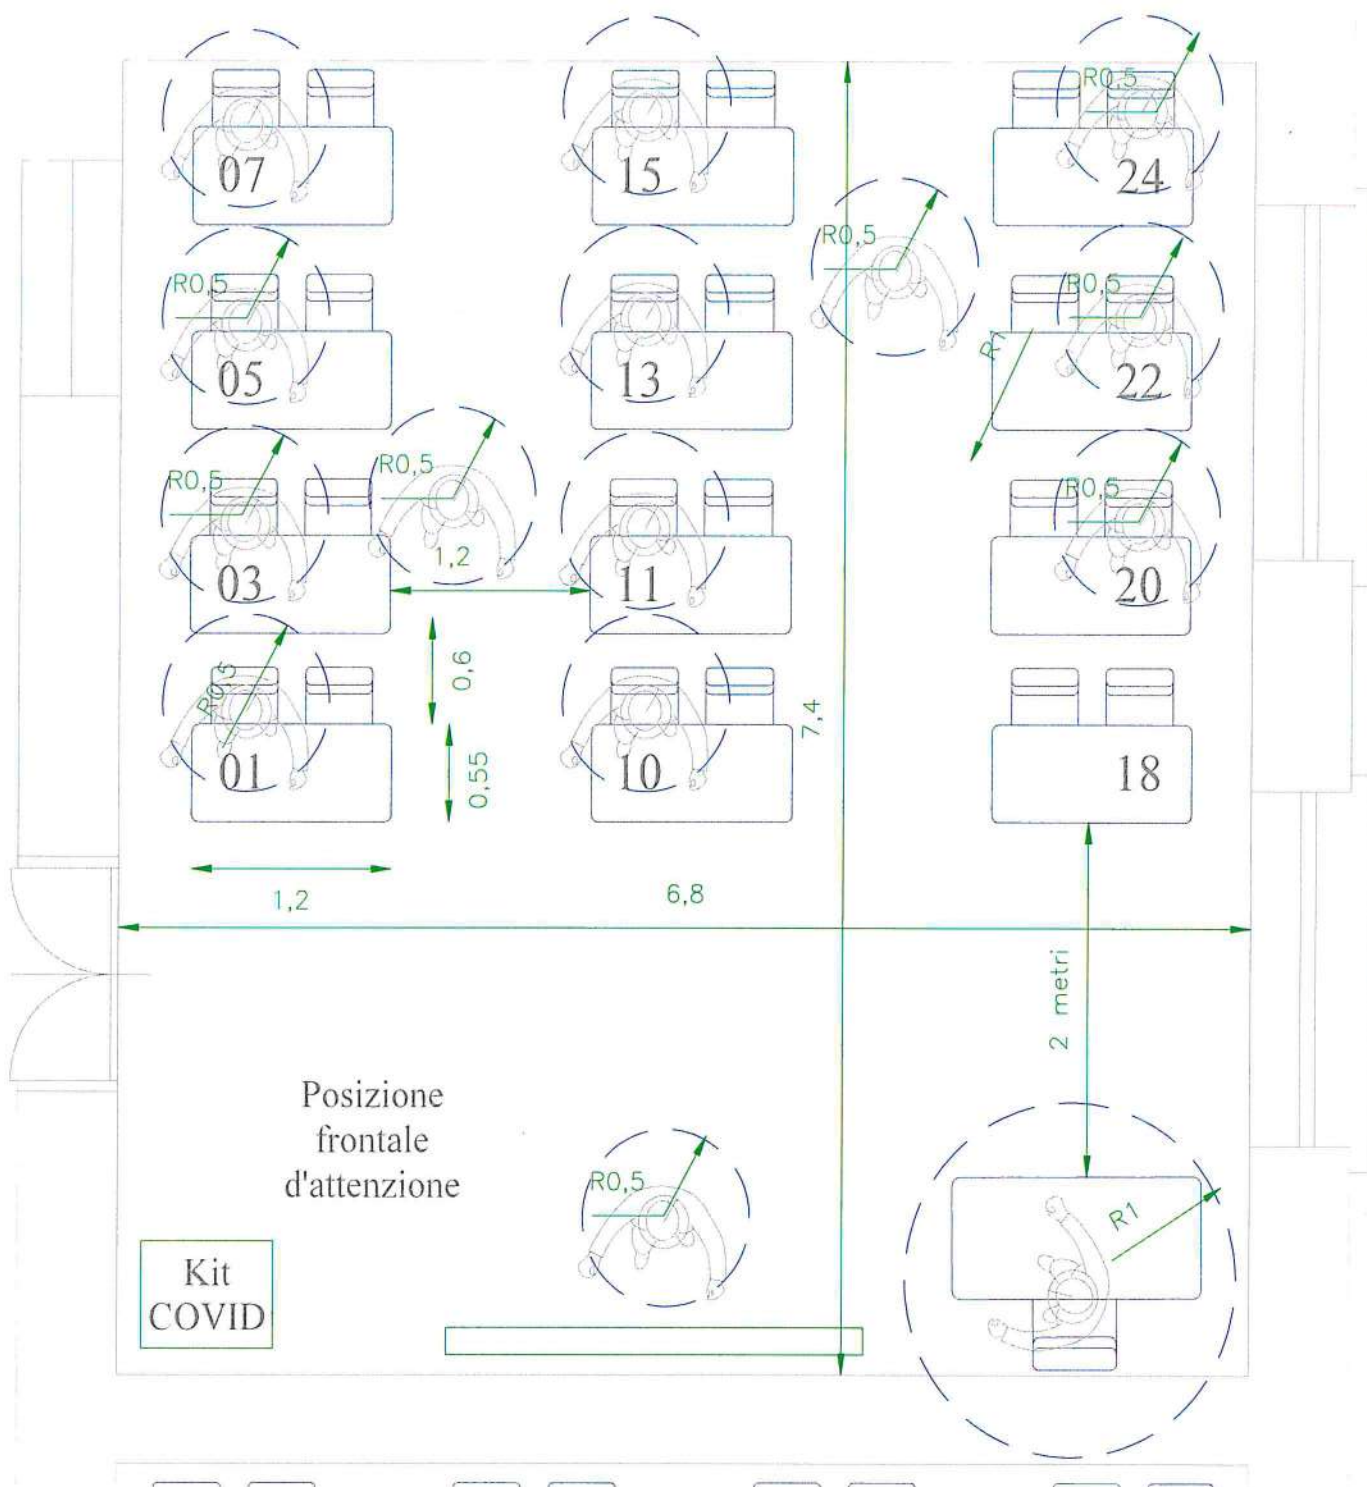 R0,5
07
15
24
R0,5
R0,5
R0,5
R1
05
13
22
R0,5
R0,5
R0,5
1,2
03
11
20
R0,5
0,6
7,4
0,55
01
10
18
1,2
6,8
2 metri
Posizione
frontale
d'attenzione
R0,5
R1
Kit
COVID